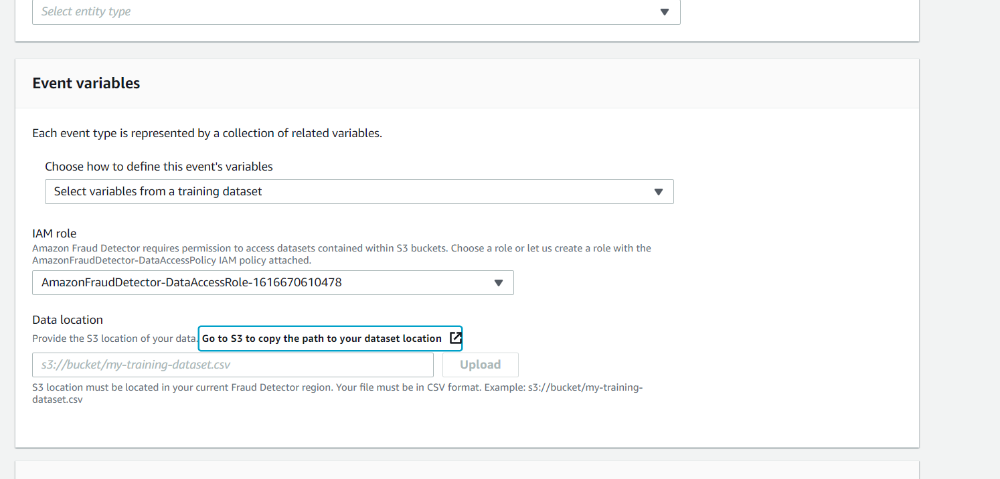 Select entity type
Event variables
Each event type is represented by a collection of related variables.
Choose how to define this event's variables
Select variables from a training dataset
IAM role
Amazon Fraud Detector requires permission to access datasets contained within S3 buckets. Choose a role or let us create a role with the
AmazonFraudDetector-DataAccessPolicy IAM policy attached.
AmazonFraudDetector-DataAccessRole-1616670610478
Data location
Provide the S3 location of your data. Go to S3 to copy the path to your dataset location
s3://bucket/my-training-dataset.csv Upload
S3 location must be located in your current Fraud Detector region. Your file must be in CSV format. Example: s3://bucket/my-training-
dataset.csv